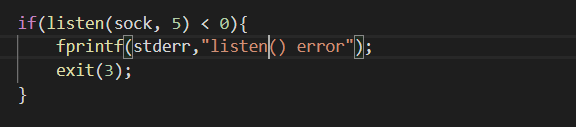 if(listen(sock, 5) < 0){
    fprintf(stderr,"listen() error");
    exit(3);
}